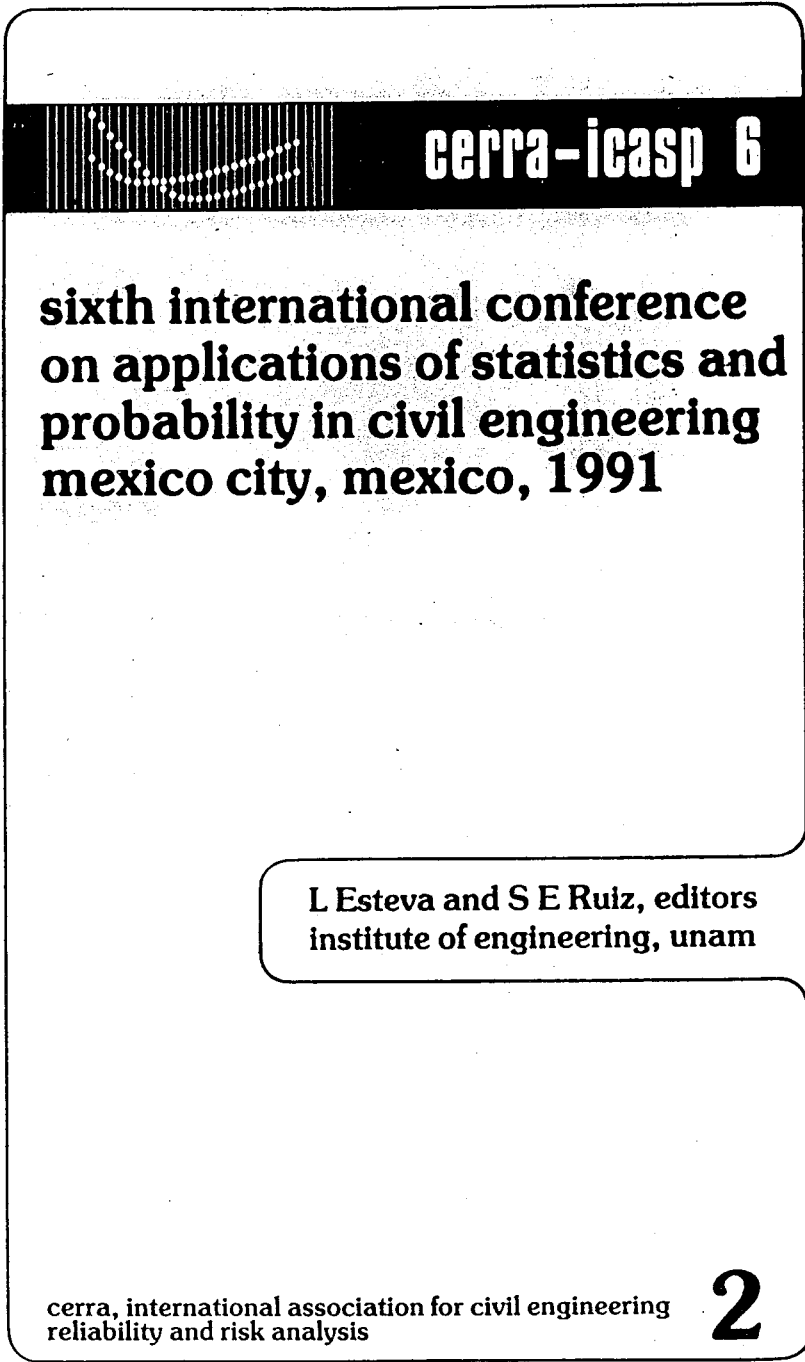 cerra-icasp 6
sixth international conference
on applications of statistics and
probability in civil engineering
mexico city, mexico, 1991
L Esteva and S E Ruiz, editors
institute of engineering, unam
cerra, international association for civil engineering
reliability and risk analysis
2